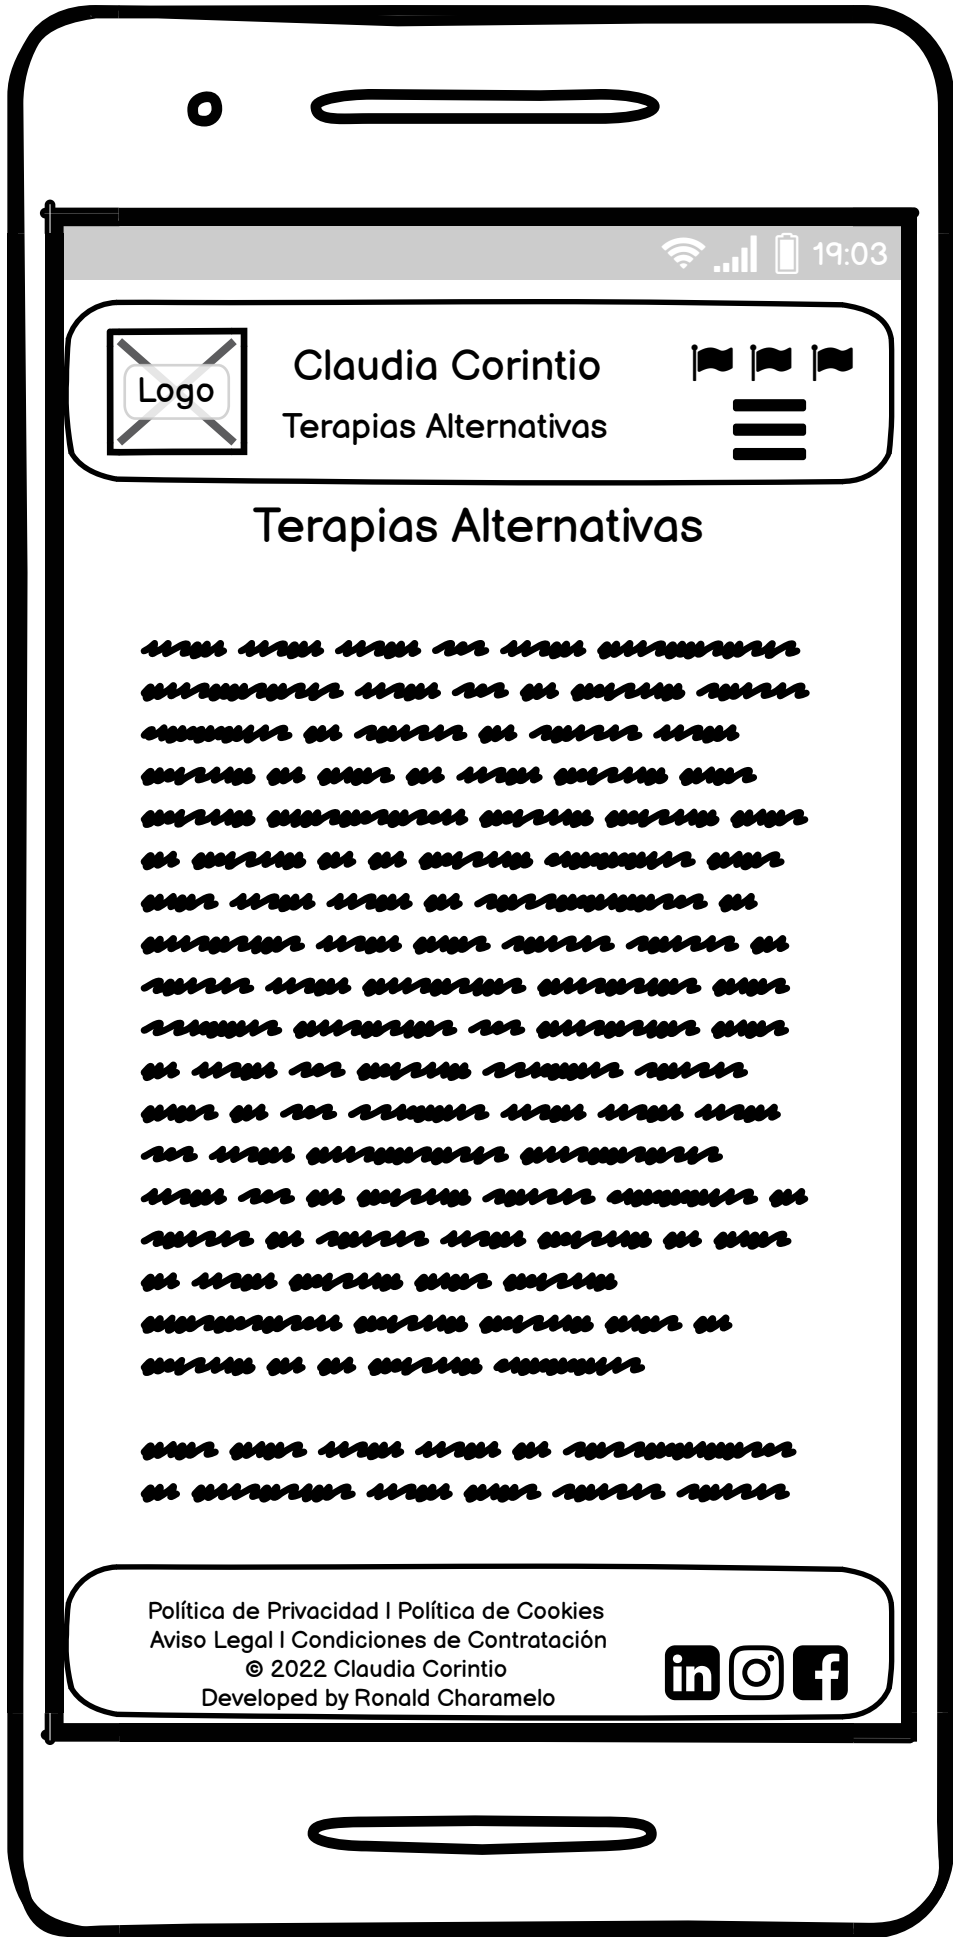 19:03
Logo
Claudia Corintio
Terapias Alternativas
Terapias Alternativas
Política de Privacidad | Política de Cookies
Aviso Legal | Condiciones de Contratación
© 2022 Claudia Corintio
Developed by Ronald Charamelo